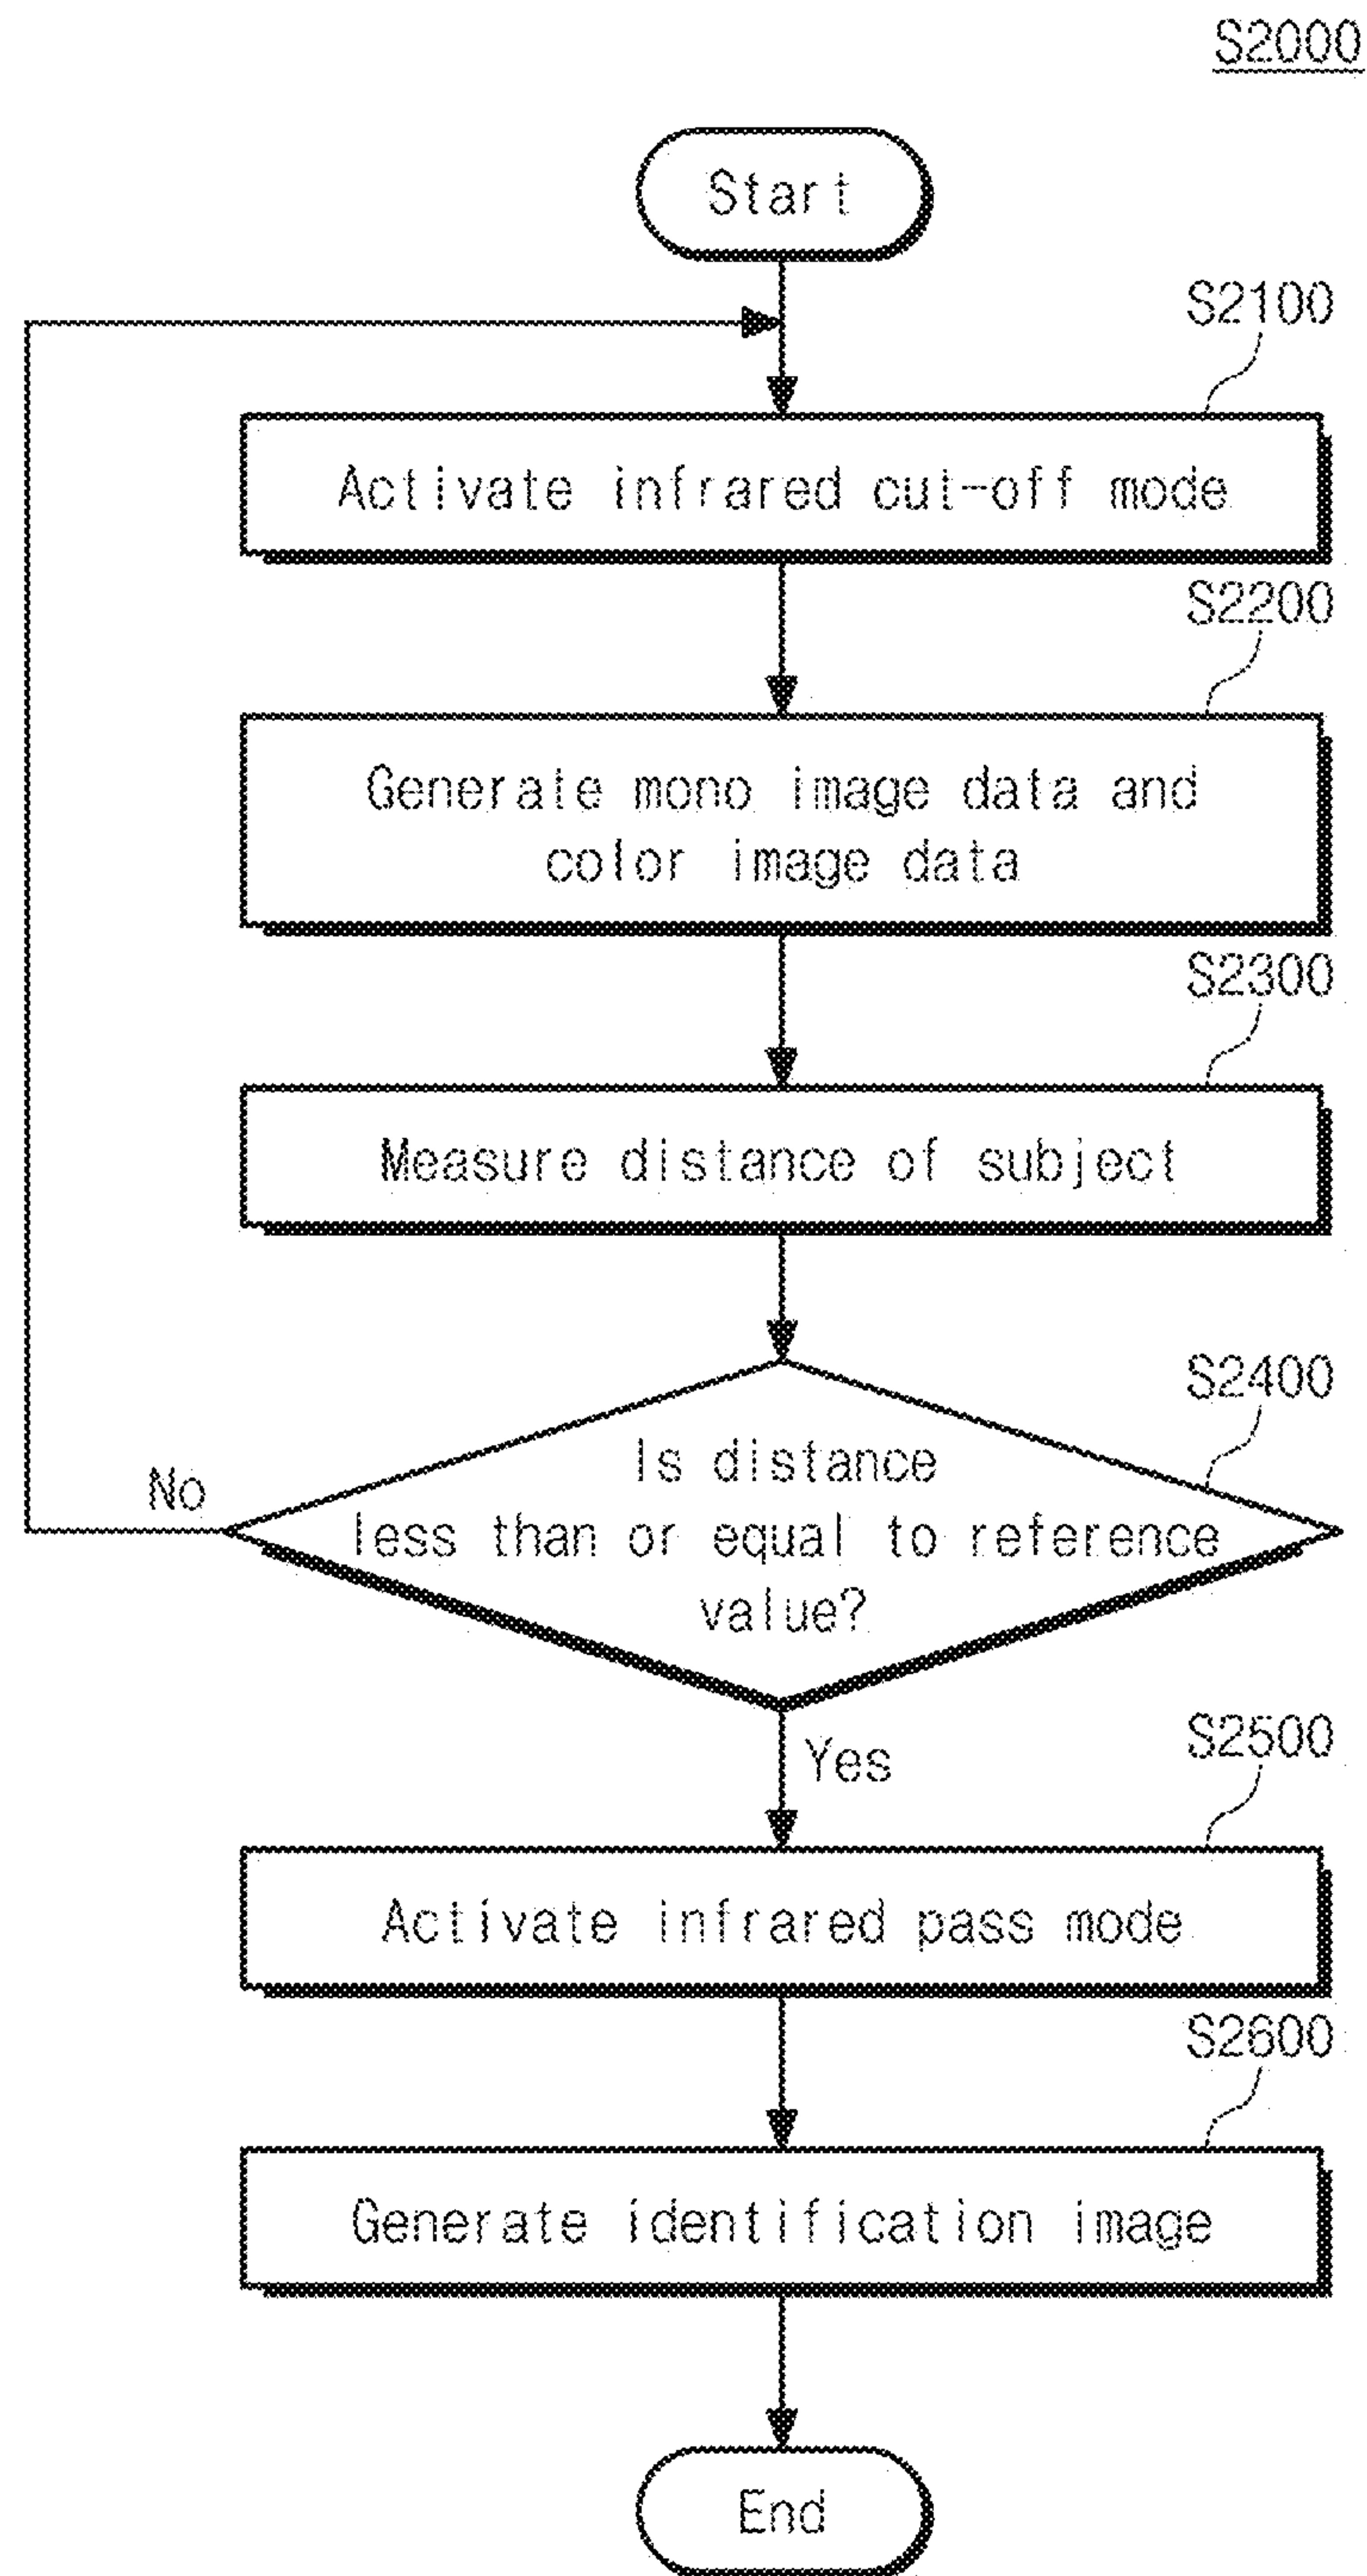 S2000
Start
S2100
Activate infrared cut-off mode
S2200
Generate mono image data and
color image data
S2300
Measure distance of subject
S2400
Is distance
less than or equal to reference
value?
No
Yes
S2500
Activate infrared pass mode
S2600
Generate identification image
End